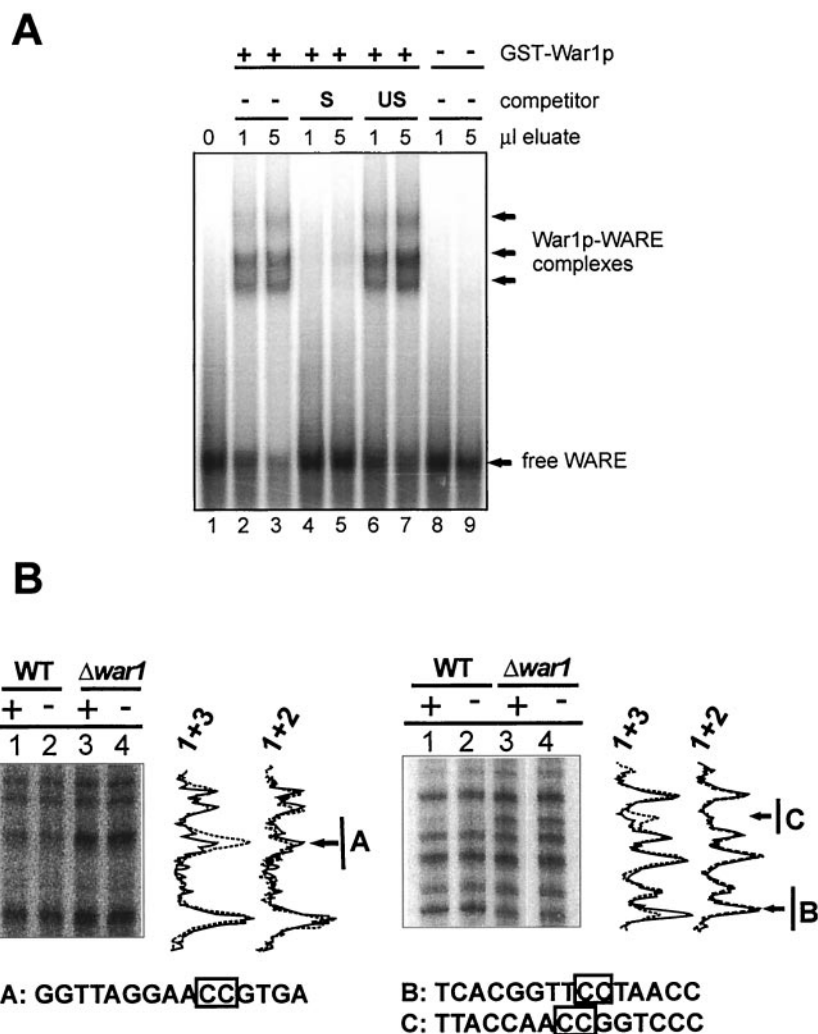 A
+ + + + + + - - GST-War1p
- - S US - - competitor
0 1 5 1 5 1 5 1 5 µl eluate
War1p-WARE
complexes
free WARE
1 2 3 4 5 6 7 8 9
B
WT Δwar1
+ - + -
1 2 3 4
1+3 1+2
A
WT Δwar1
+ - + -
1 2 3 4
1+3 1+2
C
B
A: GGTTAGGAACCGTGA
B: TCACGGTTCCTAACC
C: TTACCAACCGGTCCC